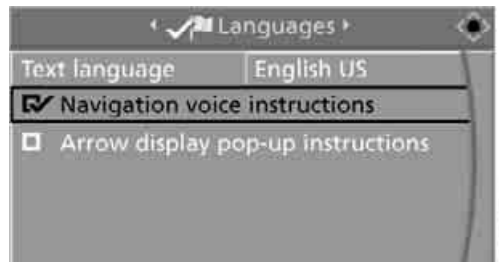 Languages
Text language English US
Navigation voice instructions
Arrow display pop-up instructions